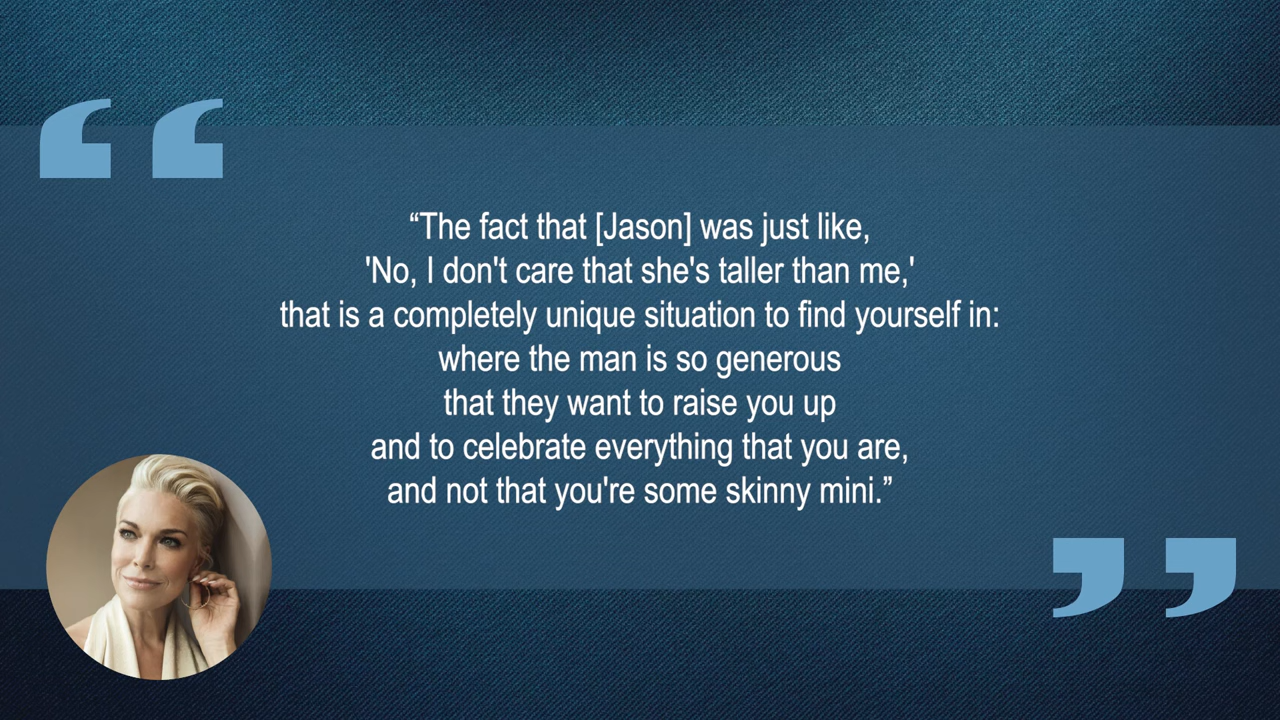 “The fact that [Jason] was just like,
'No, I don't care that she's taller than me,'
that is a completely unique situation to find yourself in:
where the man is so generous
that they want to raise you up
and to celebrate everything that you are,
and not that you're some skinny mini.”